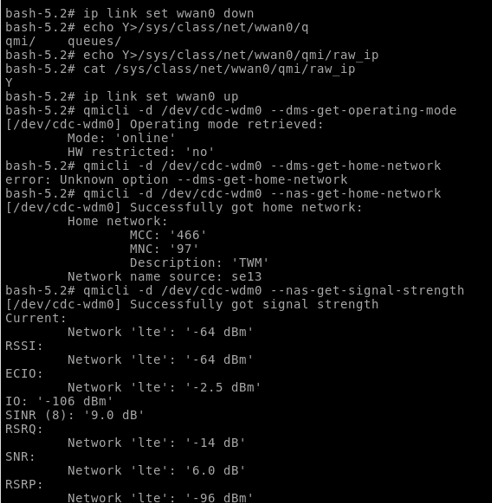 bash-5.2# ip link set wwan0 down
bash-5.2# echo Y>/sys/class/net/wwan0/q
qmi/    queues/
bash-5.2# echo Y>/sys/class/net/wwan0/qmi/raw_ip
bash-5.2# cat /sys/class/net/wwan0/qmi/raw_ip
Y
bash-5.2# ip link set wwan0 up
bash-5.2# qmicli -d /dev/cdc-wdm0 --dms-get-operating-mode
[/dev/cdc-wdm0] Operating mode retrieved:
        Mode: 'online'
        HW restricted: 'no'
bash-5.2# qmicli -d /dev/cdc-wdm0 --dms-get-home-network
error: Unknown option --dms-get-home-network
bash-5.2# qmicli -d /dev/cdc-wdm0 --nas-get-home-network
[/dev/cdc-wdm0] Successfully got home network:
        Home network:
                MCC: '466'
                MNC: '97'
                Description: 'TWM'
        Network name source: se13
bash-5.2# qmicli -d /dev/cdc-wdm0 --nas-get-signal-strength
[/dev/cdc-wdm0] Successfully got signal strength
Current:
        Network 'lte': '-64 dBm'
RSSI:
        Network 'lte': '-64 dBm'
ECIO:
        Network 'lte': '-2.5 dBm'
IO: '-106 dBm'
SINR (8): '9.0 dB'
RSRQ:
        Network 'lte': '-14 dB'
SNR:
        Network 'lte': '6.0 dB'
RSRP:
        Network 'lte': '-96 dBm'